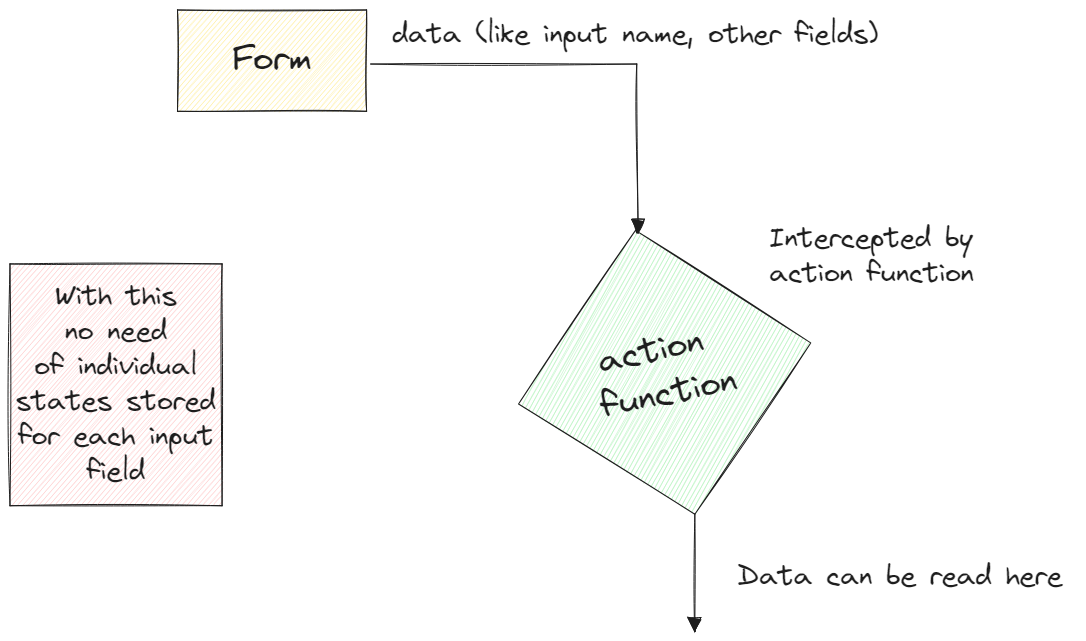 Form
data (like input name, other fields)
Intercepted by
action function
With this
no need
of individual
states stored
for each input
field
action
function
Data can be read here